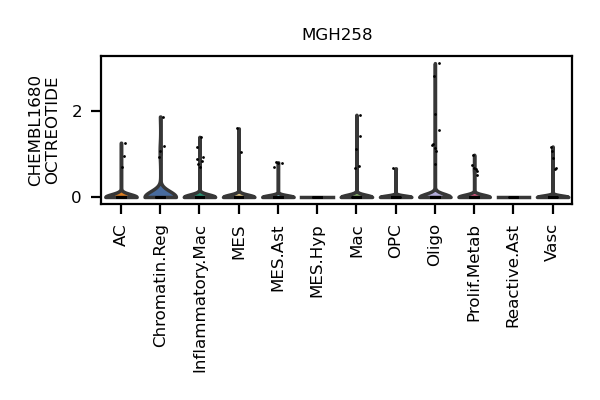 MGH258
CHEMBL1680
OCTREOTIDE
2
0
AC
Chromatin.Reg
Inflammatory.Mac
MES
MES.Ast
MES.Hyp
Mac
OPC
Oligo
Prolif.Metab
Reactive.Ast
Vasc